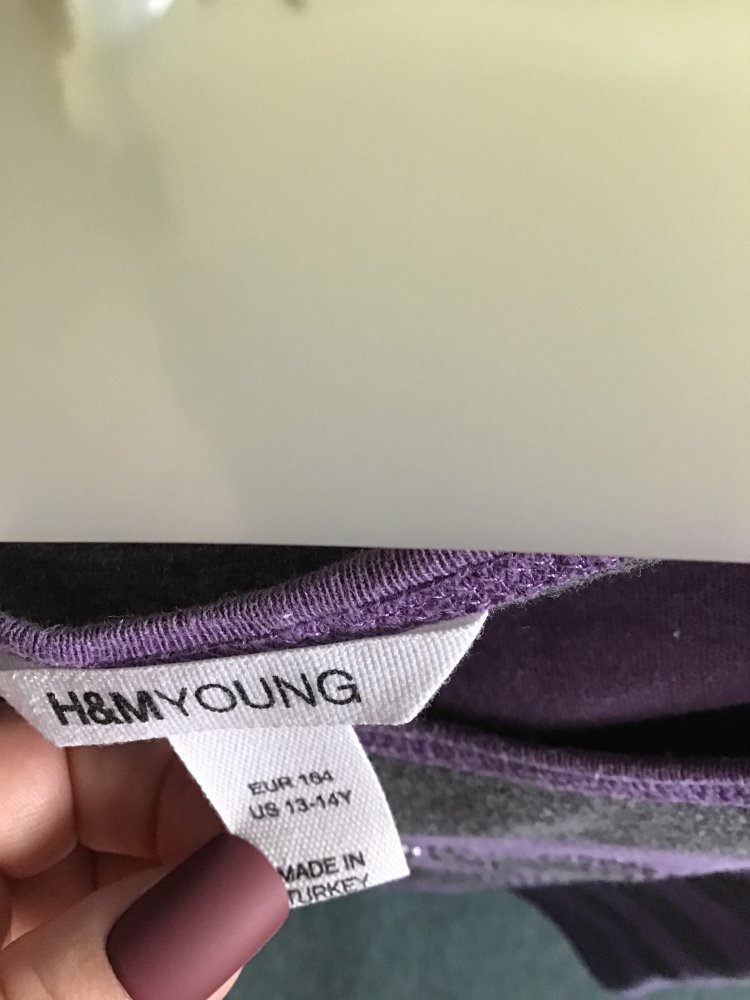 H&MYOUNG
EUR 164
US 13-14Y
MADE IN
TURKEY